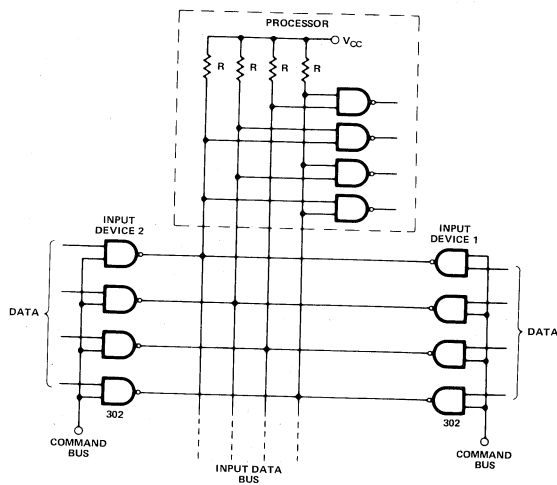 PROCESSOR
VCC
R R R R
INPUT
DEVICE 2
INPUT
DEVICE 1
DATA
DATA
302
302
COMMAND
BUS
INPUT DATA
BUS
COMMAND
BUS